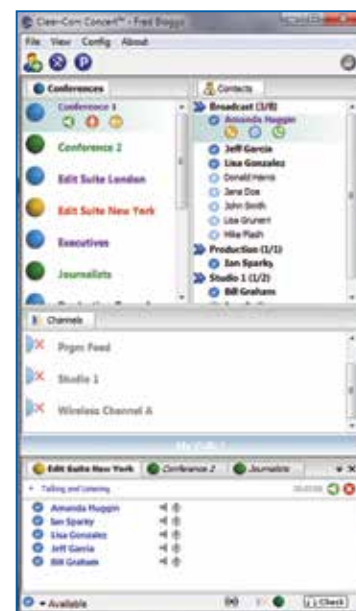 Clear-Com Concert™ - Fred Boggs
File View Config About
P
Conferences
Conference 1
Conference 2
Edit Suite London
Edit Suite New York
Executives
Journalists
Contacts
Broadcast (3/8)
Amanda Huggin
Jeff Garcia
Lisa Gonzalez
Donald Harris
Jane Doe
John Smith
Lisa Grunert
Mike Flash
Production (1/1)
Ian Sparky
Studio 1 (1/2)
Bill Graham
Channels
Prgm Feed
Studio 1
Wireless Channel A
Edit Suite New York
Conference 2
Journalists
Talking and Listening
Amanda Huggin
Ian Sparky
Lisa Gonzalez
Jeff Garcia
Bill Graham
Available
(Check)